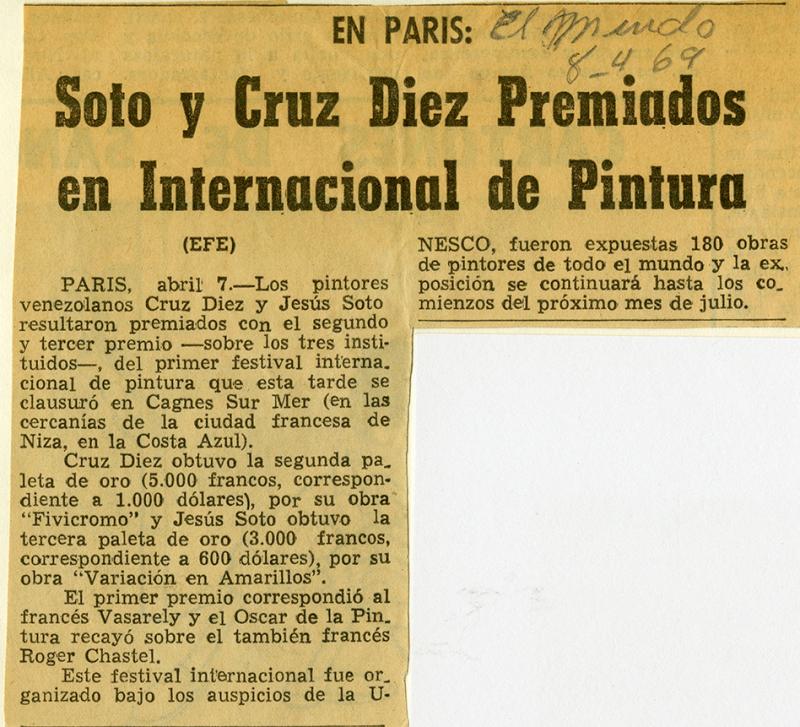 EN PARIS: El Mundo
8-4 69
Soto y Cruz Diez Premiados
en Internacional de Pintura
(EFE)
PARIS, abril 7.—Los pintores
venezolanos Cruz Diez y Jesús Soto
resultaron premiados con el segundo
y tercer premio —sobre los tres insti-
tuidos—, del primer festival interna_
cional de pintura que esta tarde se
clausuró en Cagnes Sur Mer (en las
cercanías de la ciudad francesa de
Niza, en la Costa Azul).
Cruz Diez obtuvo la segunda pa_
leta de oro (5.000 francos, correspon-
diente a 1.000 dólares), por su obra
"Fivicromo" y Jesús Soto obtuvo la
tercera paleta de oro (3.000 francos,
correspondiente a 600 dólares), por su
obra "Variación en Amarillos".
El primer premio correspondió al
francés Vasarely y el Oscar de la Pin_
tura recayó sobre el también francés
Roger Chastel.
Este festival internacional fue or_
ganizado bajo los auspicios de la U-
NESCO, fueron expuestas 180 obras
de pintores de todo el mundo y la ex_
posición se continuará hasta los co_
mienzos del próximo mes de julio.